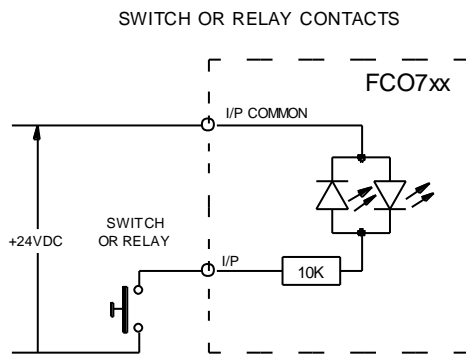 SWITCH OR RELAY CONTACTS
FCO7xx
I/P COMMON
+24VDC
SWITCH
OR RELAY
I/P
10K